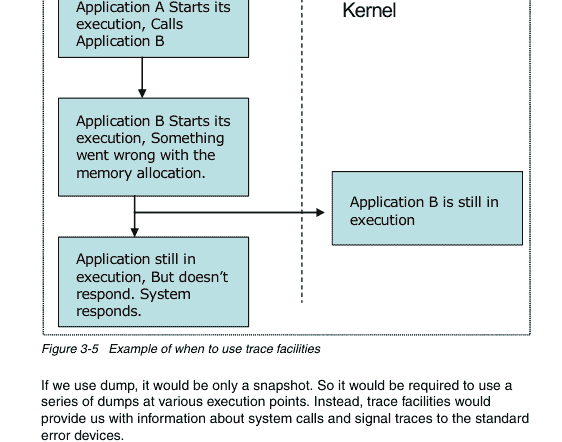 Application A Starts its
execution, Calls
Application B
Kernel
Application B Starts its
execution, Something
went wrong with the
memory allocation.
Application B is still in
execution
Application still in
execution, But doesn’t
respond. System
responds.
Figure 3-5 Example of when to use trace facilities
If we use dump, it would be only a snapshot. So it would be required to use a
series of dumps at various execution points. Instead, trace facilities would
provide us with information about system calls and signal traces to the standard
error devices.